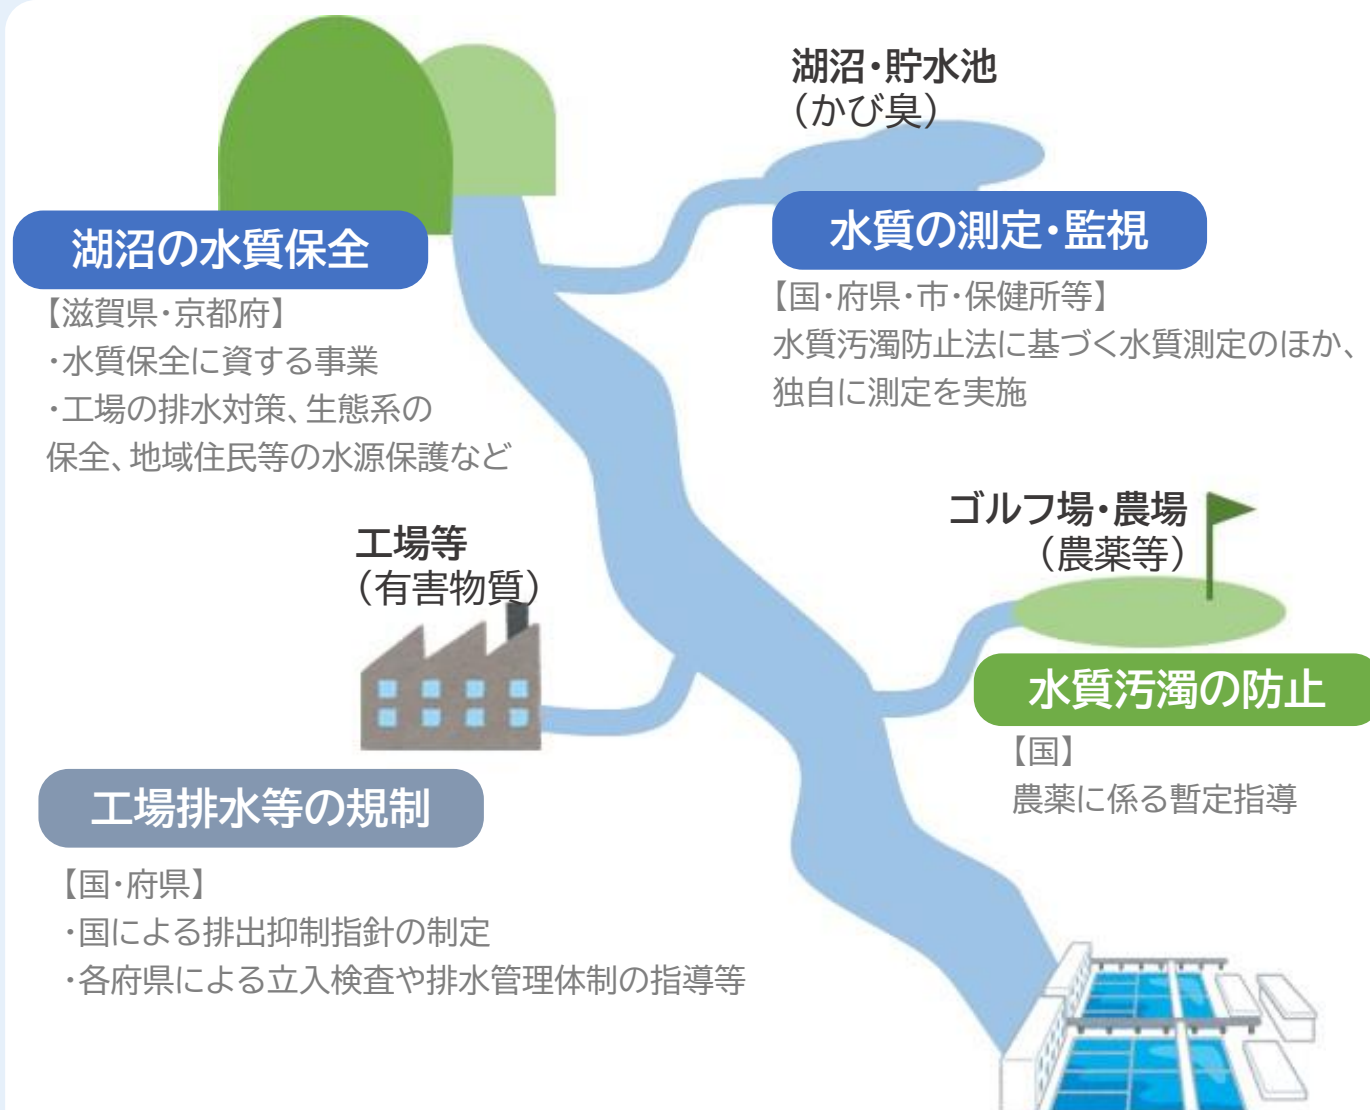 湖沼・貯水池
（かび臭）
湖沼の水質保全
【滋賀県・京都府】
・水質保全に資する事業
・工場の排水対策、生態系の
保全、地域住民等の水源保護など
水質の測定・監視
【国・府県・市・保健所等】
水質汚濁防止法に基づく水質測定のほか、
独自に測定を実施
工場等
（有害物質）
ゴルフ場・農場
（農薬等）
水質汚濁の防止
【国】
農薬に係る暫定指導
工場排水等の規制
【国・府県】
・国による排出抑制指針の制定
・各府県による立入検査や排水管理体制の指導等